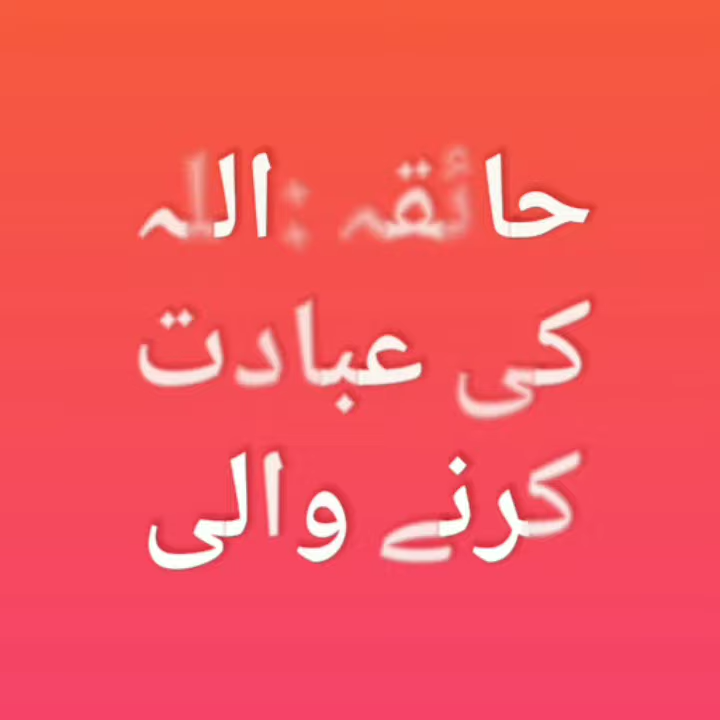 حائقہ : اللہ
کی عبادت
کرنے والی